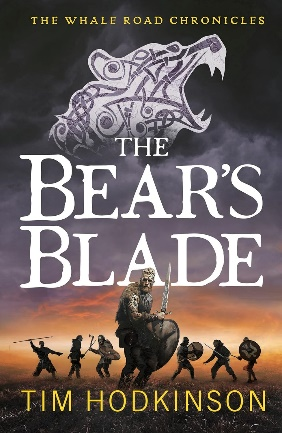 THE WHALE ROAD CHRONICLES
THE
BEAR'S
BLADE
TIM HODKINSON